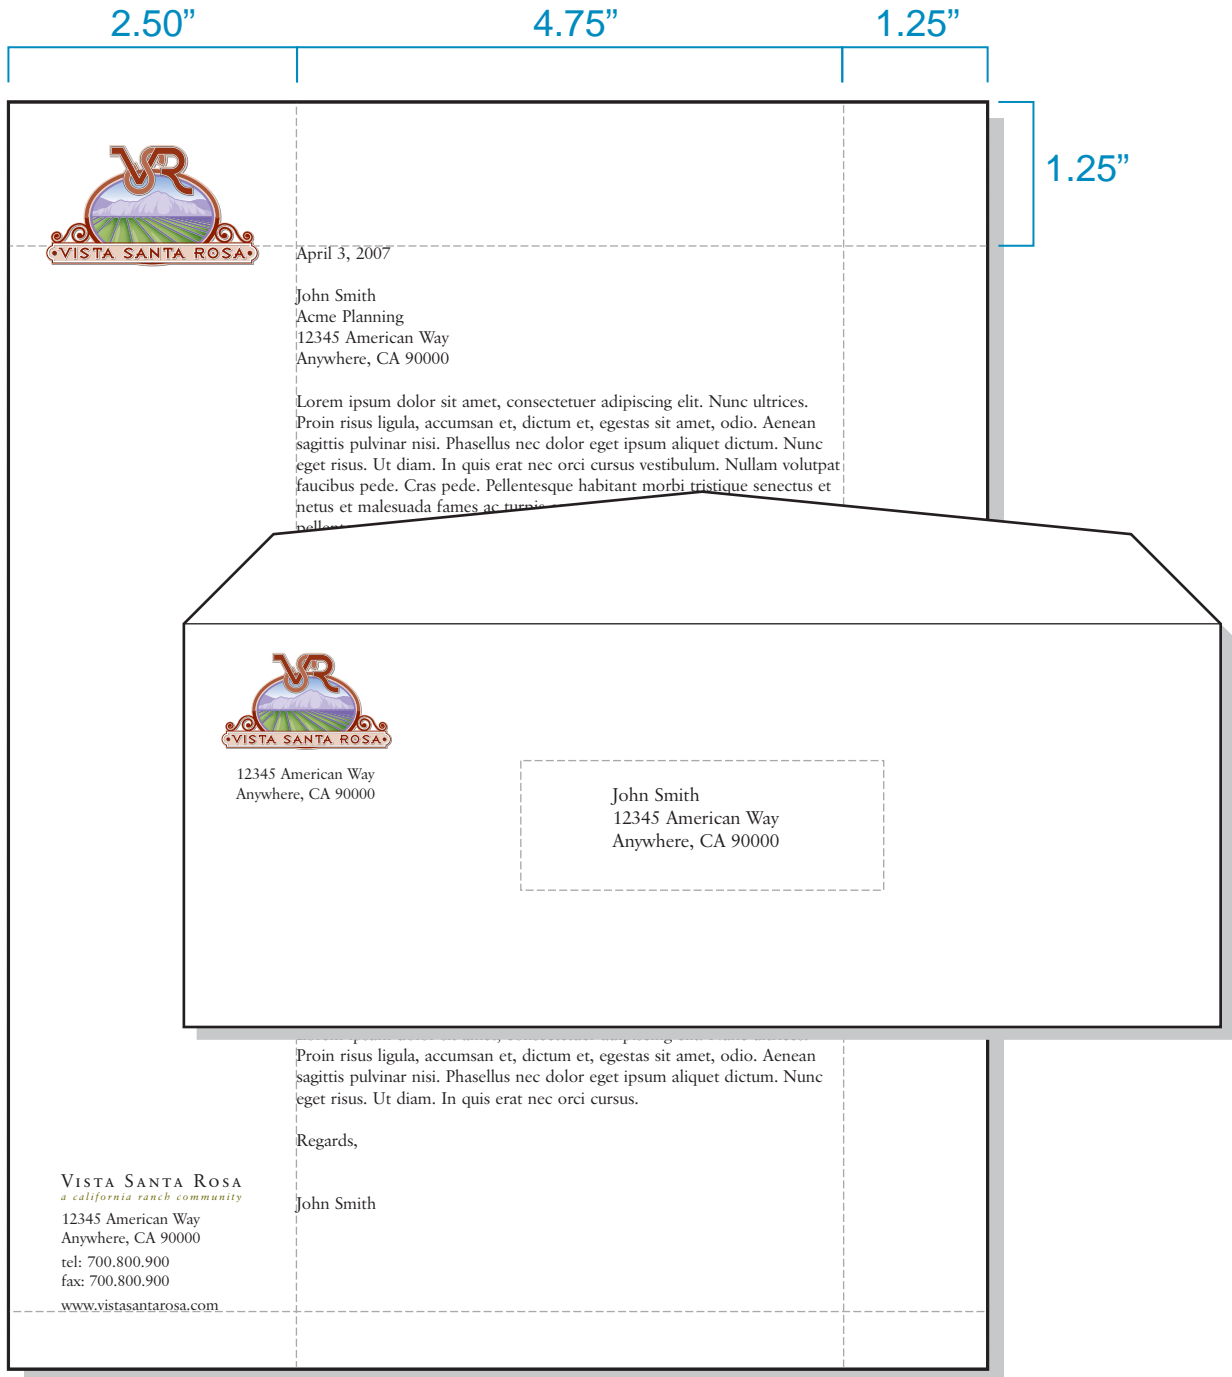 2.50”
4.75”
1.25”
1.25”
VSR
•VISTA SANTA ROSA•
April 3, 2007
John Smith
Acme Planning
12345 American Way
Anywhere, CA 90000
Lorem ipsum dolor sit amet, consectetuer adipiscing elit. Nunc ultrices.
Proin risus ligula, accumsan et, dictum et, egestas sit amet, odio. Aenean
sagittis pulvinar nisi. Phasellus nec dolor eget ipsum aliquet dictum. Nunc
eget risus. Ut diam. In quis erat nec orci cursus vestibulum. Nullam volutpat
faucibus pede. Cras pede. Pellentesque habitant morbi tristique senectus et
netus et malesuada fames ac turpis
VSR
•VISTA SANTA ROSA•
12345 American Way
Anywhere, CA 90000
John Smith
12345 American Way
Anywhere, CA 90000
Proin risus ligula, accumsan et, dictum et, egestas sit amet, odio. Aenean
sagittis pulvinar nisi. Phasellus nec dolor eget ipsum aliquet dictum. Nunc
eget risus. Ut diam. In quis erat nec orci cursus.
Regards,
John Smith
VISTA SANTA ROSA
a california ranch community
12345 American Way
Anywhere, CA 90000
tel: 700.800.900
fax: 700.800.900
www.vistasantarosa.com